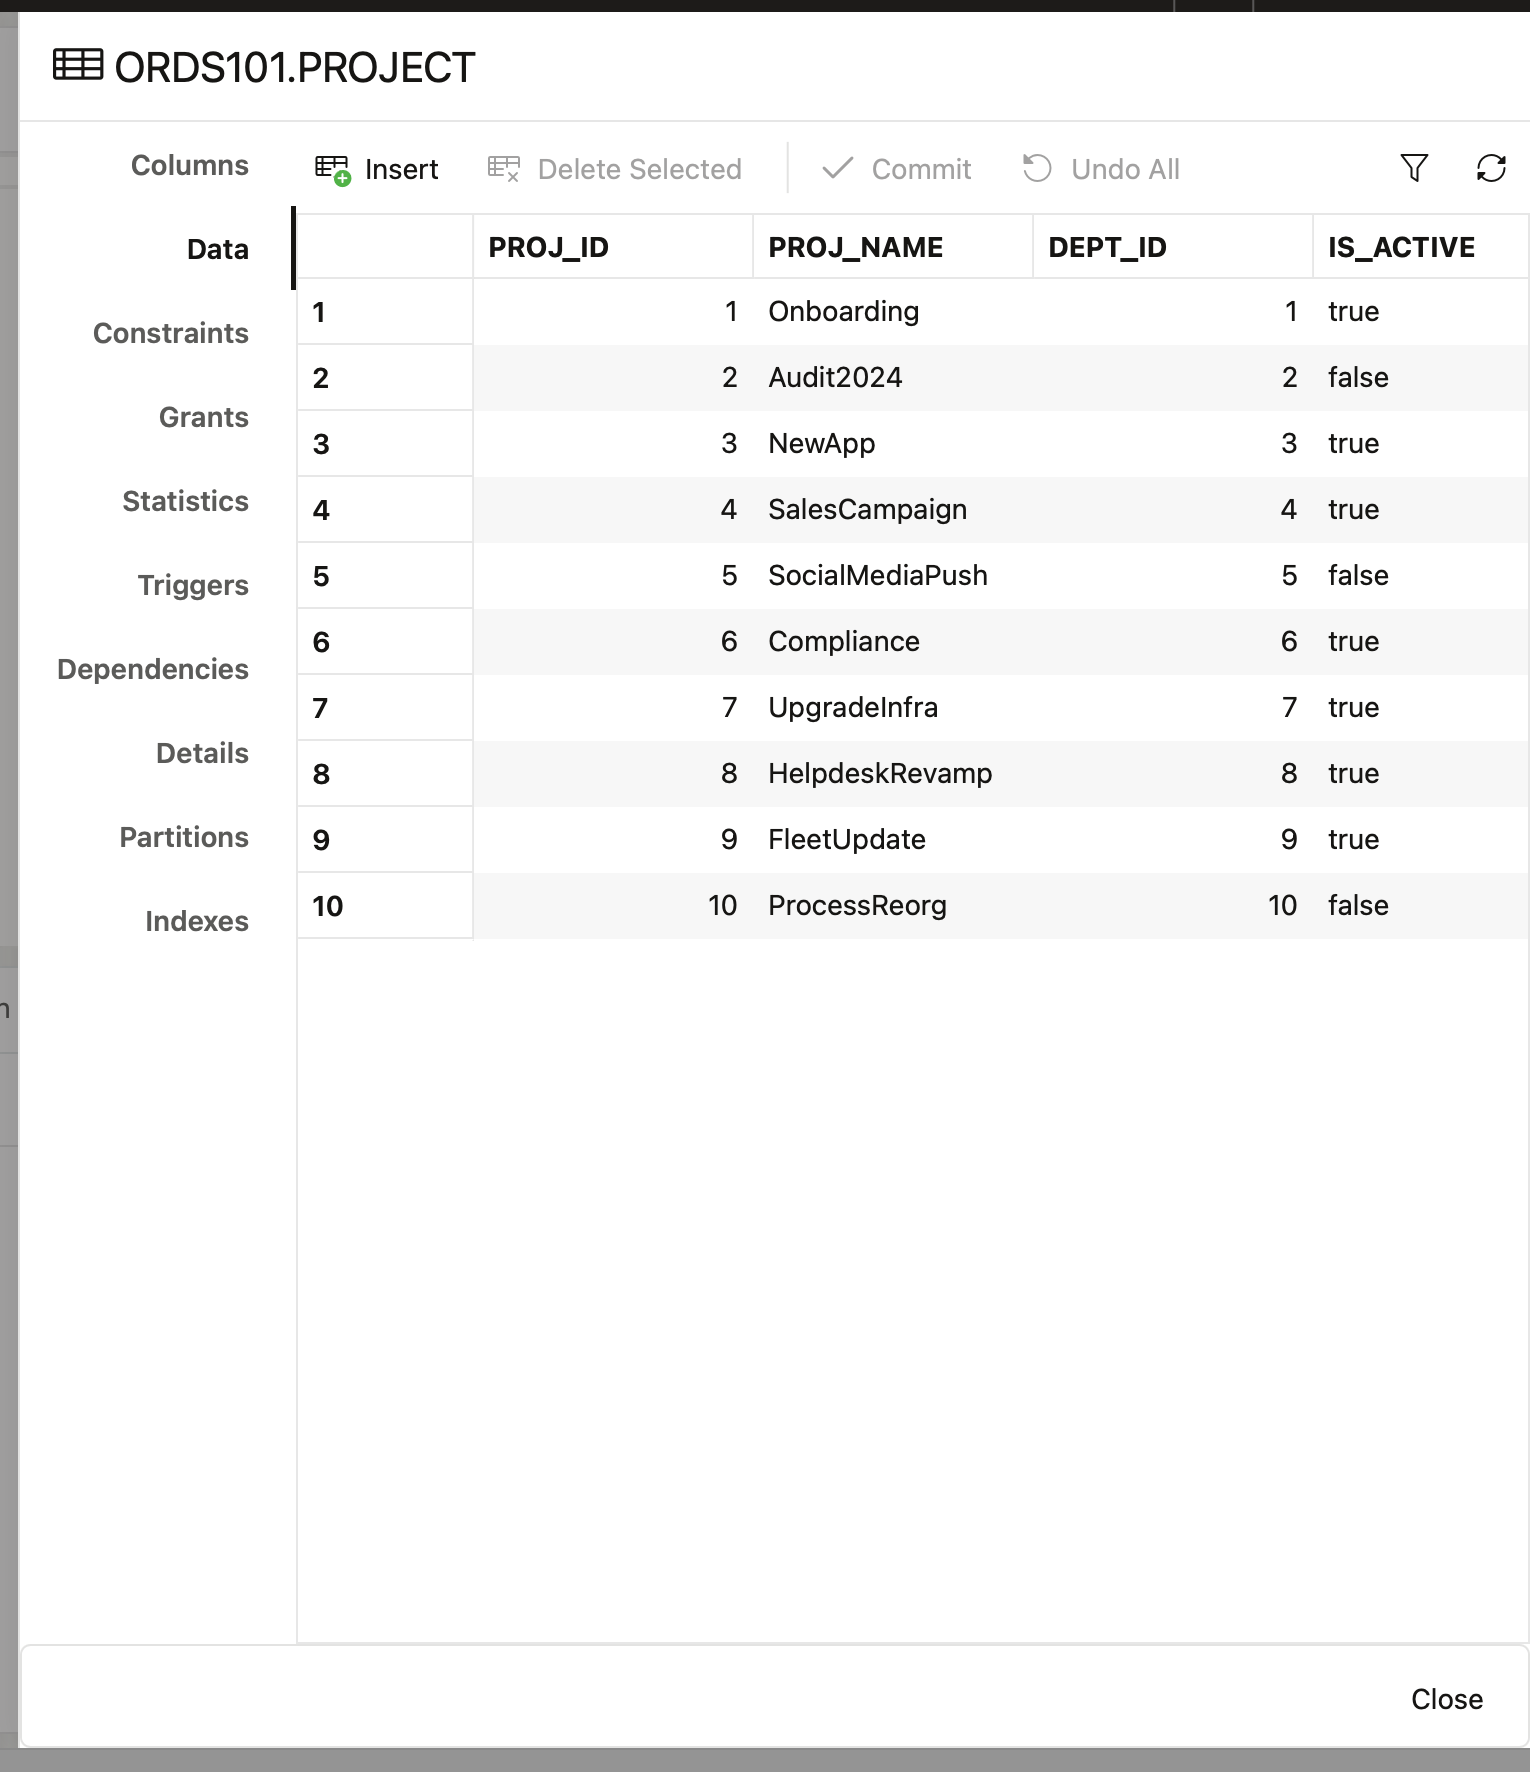 ORDS101.PROJECT
Columns
Data
Constraints
Grants
Statistics
Triggers
Dependencies
Details
Partitions
Indexes
Insert Delete Selected Commit Undo All
PROJ_ID PROJ_NAME DEPT_ID IS_ACTIVE
1 1 Onboarding 1 true
2 2 Audit2024 2 false
3 3 NewApp 3 true
4 4 SalesCampaign 4 true
5 5 SocialMediaPush 5 false
6 6 Compliance 6 true
7 7 UpgradeInfra 7 true
8 8 HelpdeskRevamp 8 true
9 9 FleetUpdate 9 true
10 10 ProcessReorg 10 false
Close